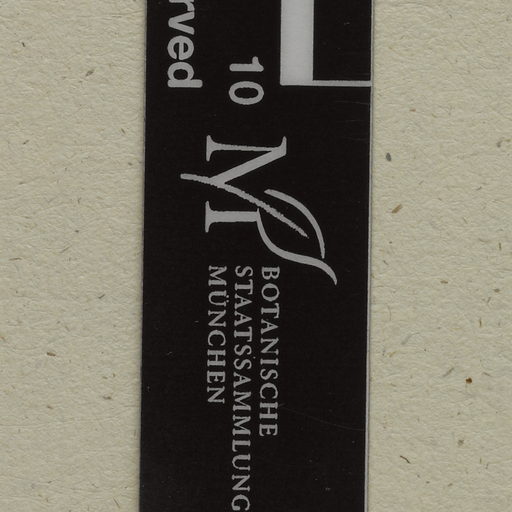 10
rved
BOTANISCHE
STAATSSAMMLUNG
MÜNCHEN